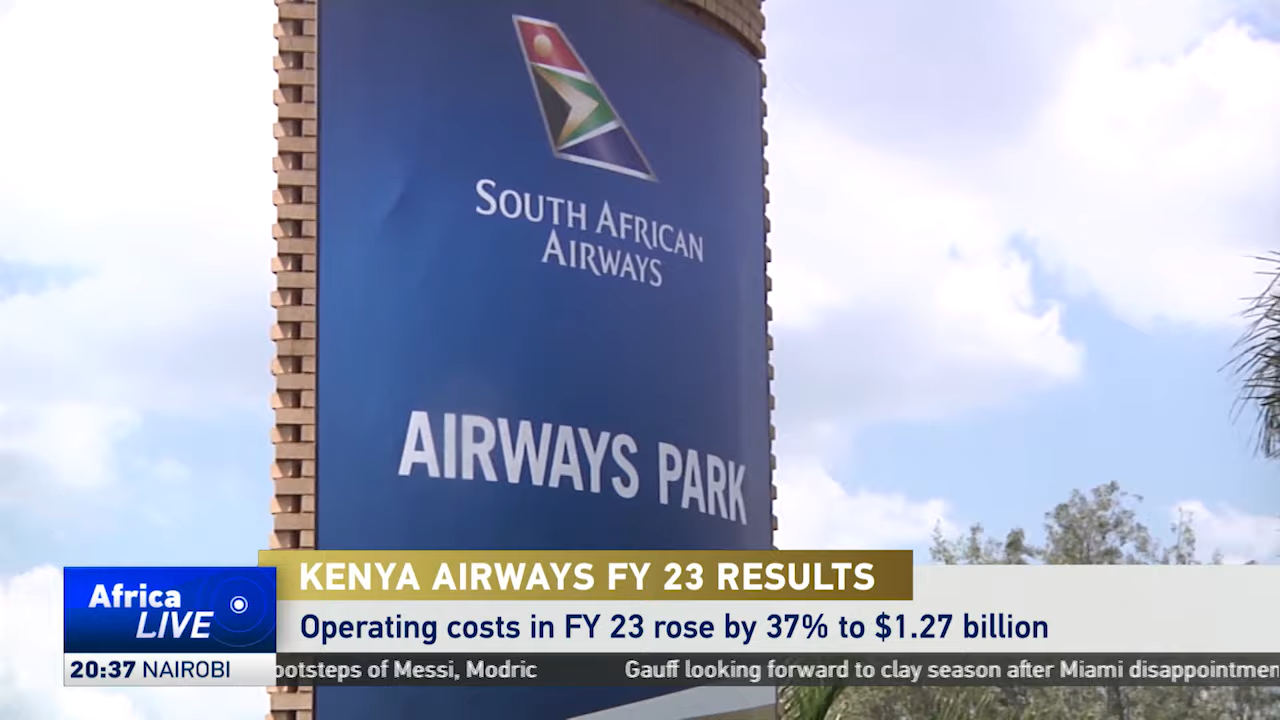 SOUTH AFRICAN
AIRWAYS
AIRWAYS PARK
KENYA AIRWAYS FY 23 RESULTS
Africa
LIVE
Operating costs in FY 23 rose by 37% to $1.27 billion
20:37 NAIROBI
ootsteps of Messi, Modric Gauff looking forward to clay season after Miami disappointmen